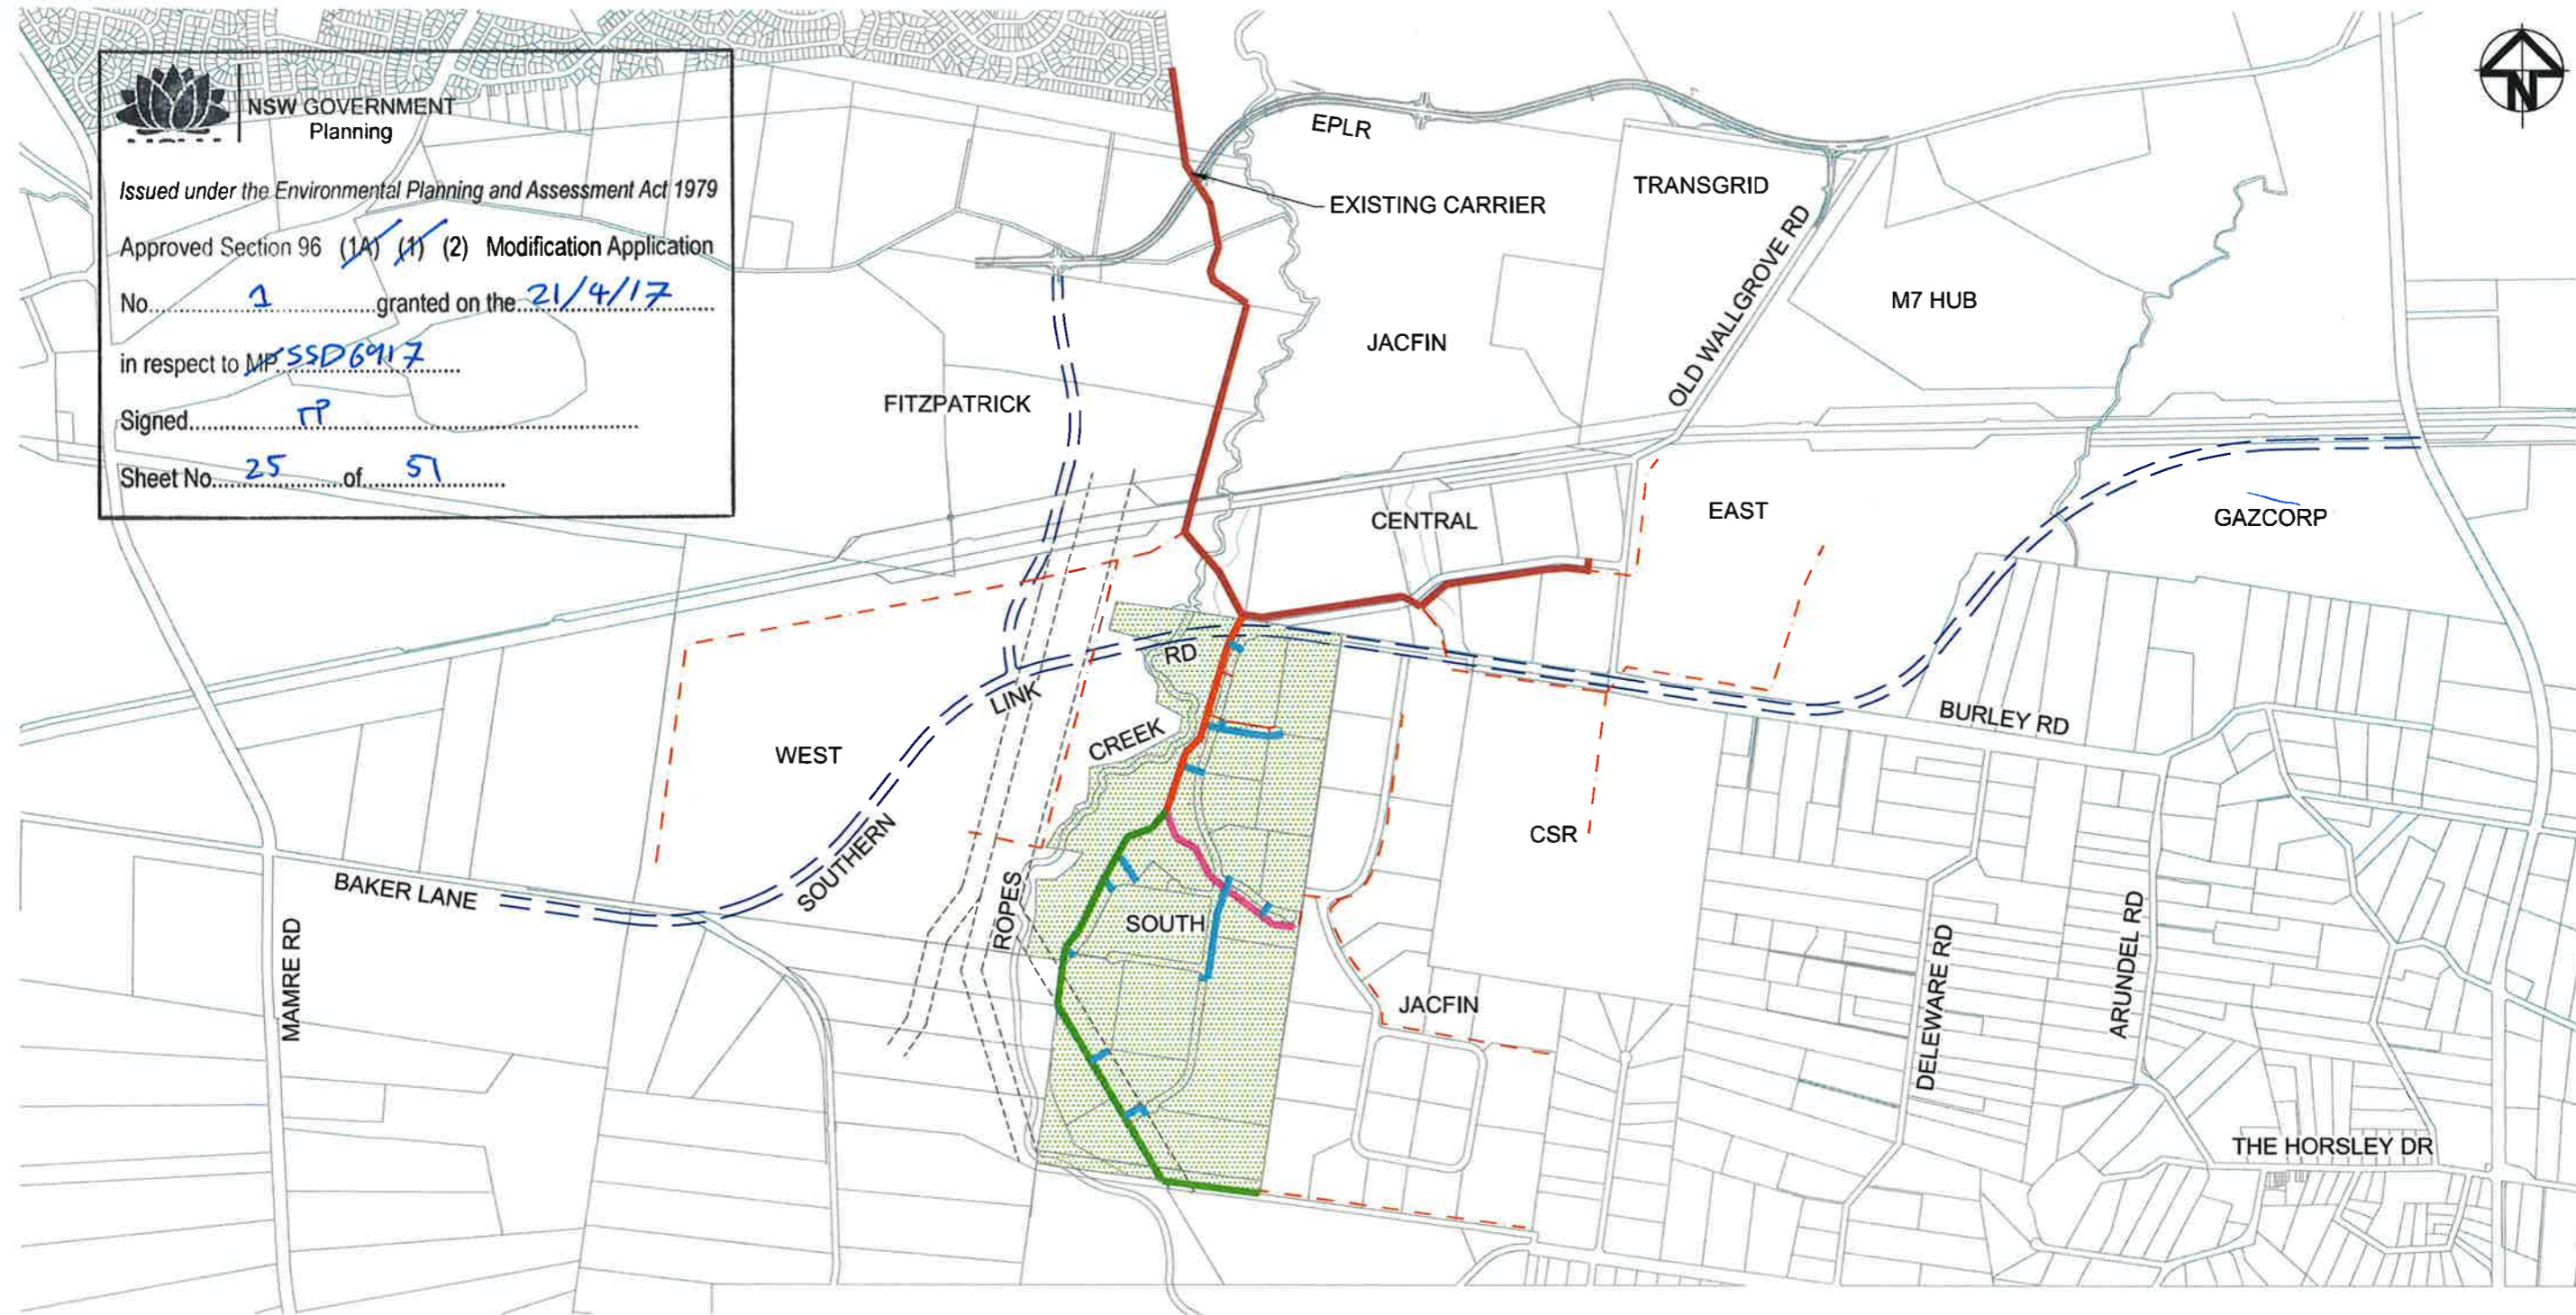 NSW GOVERNMENT
Planning
Issued under the Environmental Planning and Assessment Act 1979
Approved Section 96 (1A) (1) (2) Modification Application
No. 1 granted on the 21/4/17
in respect to MP SSD 6917
Signed rP
Sheet No. 25 of 51
N
EPLR
EXISTING CARRIER
TRANSGRID
OLD WALLGROVE RD
M7 HUB
JACFIN
FITZPATRICK
CENTRAL
EAST
GAZCORP
RD
LINK
SOUTHERN
BURLEY RD
CREEK
ROPES
WEST
CSR
BAKER LANE
MAMRE RD
SOUTH
JACFIN
DELEWARE RD
ARUNDEL RD
THE HORSLEY DR